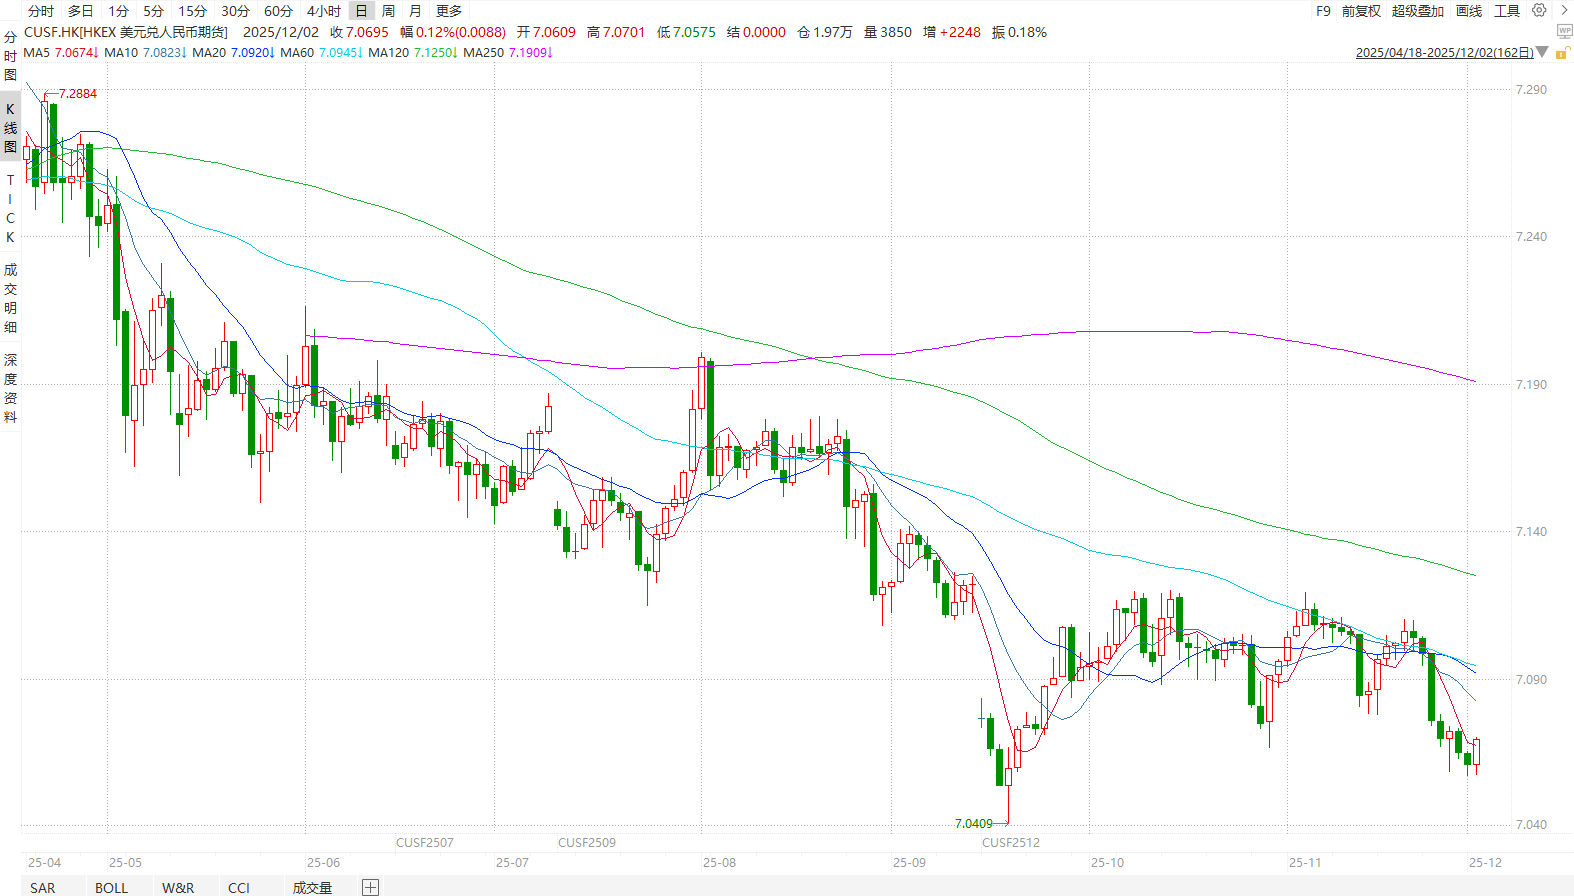 分时 多日 1分 5分 15分 30分 60分 4小时 日 周 月 更多 F9 前复权 超级叠加 画线 工具
CUSF.HK[HKEX 美元兑人民币期货] 2025/12/02 收 7.0695 幅 0.12%(0.0088) 开 7.0609 高 7.0701 低 7.0575 结 0.0000 仓 1.97万 量 3850 增 +2248 振 0.18%
MA5 7.0674↓ MA10 7.0823↓ MA20 7.0920↓ MA60 7.0945↓ MA120 7.1250↓ MA250 7.1909↓ 2025/04/18-2025/12/02(162日)
WP
分时图
K线图
TICK
成交明细
深度资料
7.2884
7.290
7.240
7.190
7.140
7.090
7.0409
7.040
CUSF2507 CUSF2509 CUSF2512
25-04 25-05 25-06 25-07 25-08 25-09 25-10 25-11 25-12
SAR BOLL W&R CCI 成交量